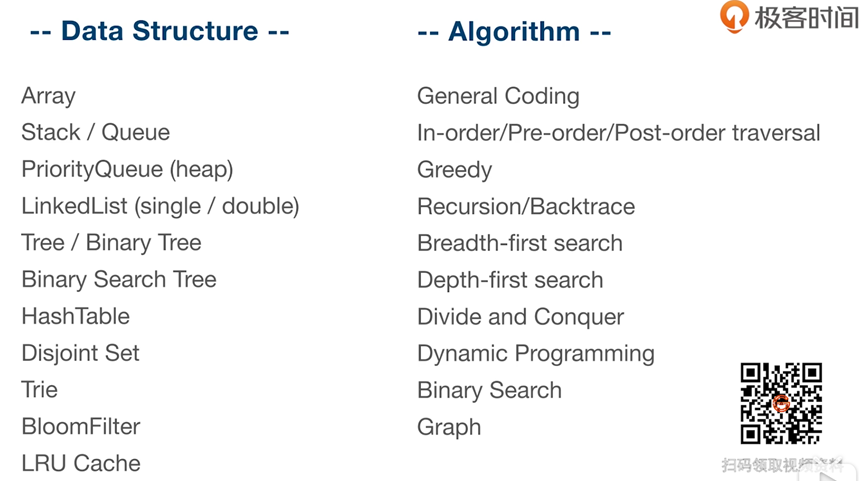 -- Data Structure --
Array
Stack / Queue
PriorityQueue (heap)
LinkedList (single / double)
Tree / Binary Tree
Binary Search Tree
HashTable
Disjoint Set
Trie
BloomFilter
LRU Cache
-- Algorithm --
General Coding
In-order/Pre-order/Post-order traversal
Greedy
Recursion/Backtrace
Breadth-first search
Depth-first search
Divide and Conquer
Dynamic Programming
Binary Search
Graph
极客时间
扫码领取视频资料